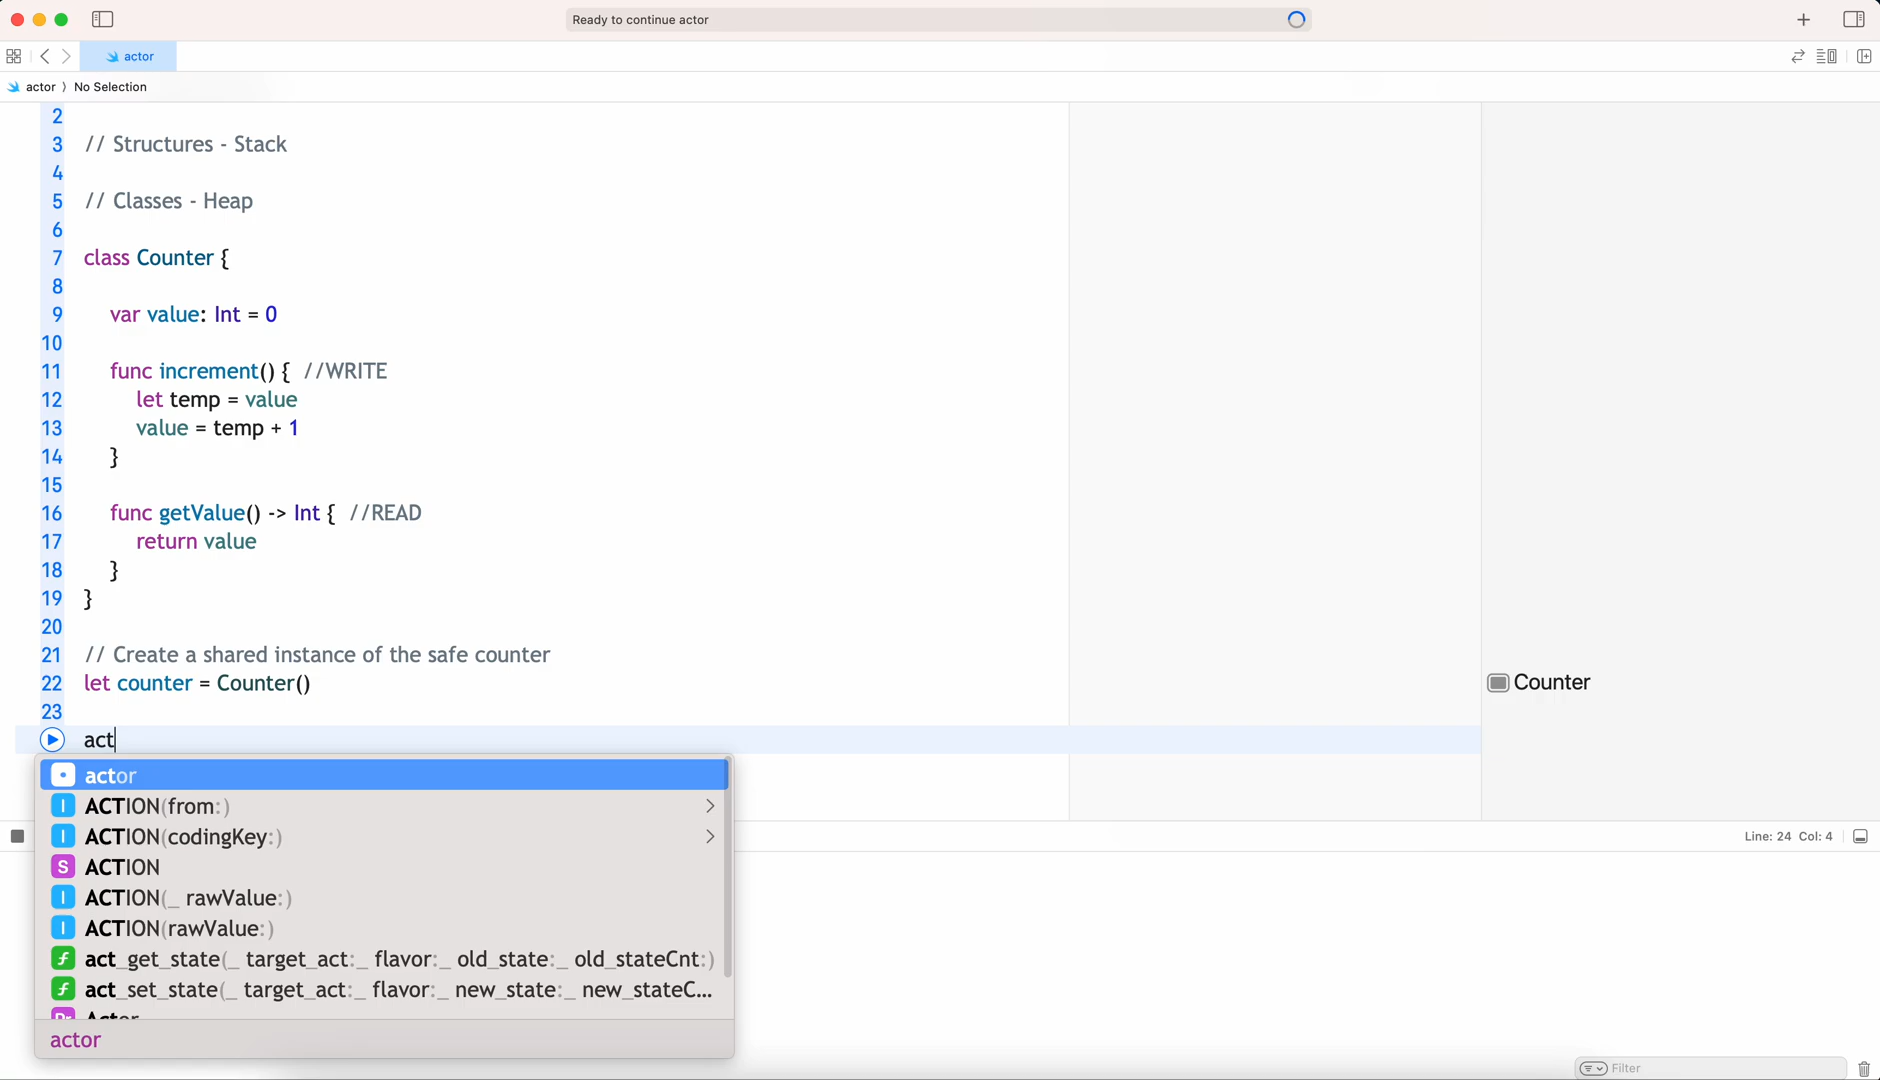 Ready to continue actor
actor
actor 〉 No Selection
2
3 // Structures - Stack
4
5 // Classes - Heap
6
7 class Counter {
8
9 var value: Int = 0
10
11 func increment() { //WRITE
12 let temp = value
13 value = temp + 1
14 }
15
16 func getValue() -> Int { //READ
17 return value
18 }
19 }
20
21 // Create a shared instance of the safe counter
22 let counter = Counter()
Counter
23
act
actor
I ACTION(from:)
I ACTION(codingKey:)
S ACTION
I ACTION(_ rawValue:)
I ACTION(rawValue:)
f act_get_state(_ target_act:_ flavor:_ old_state:_ old_stateCnt:)
f act_set_state(_ target_act:_ flavor:_ new_state:_ new_stateC...
Pr Actor
actor
Line: 24 Col: 4
Filter